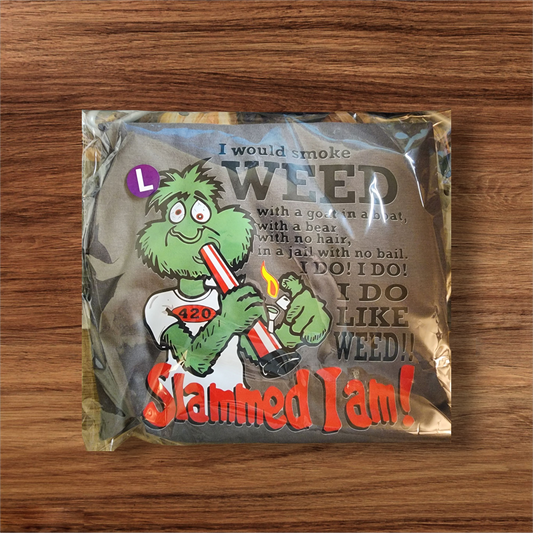 I would smoke
WEED
with a goat in a boat,
with a bear
with no hair,
in a jail with no bail.
I DO! I DO!
I DO
LIKE
WEED!!
L
420
Slammed I am!